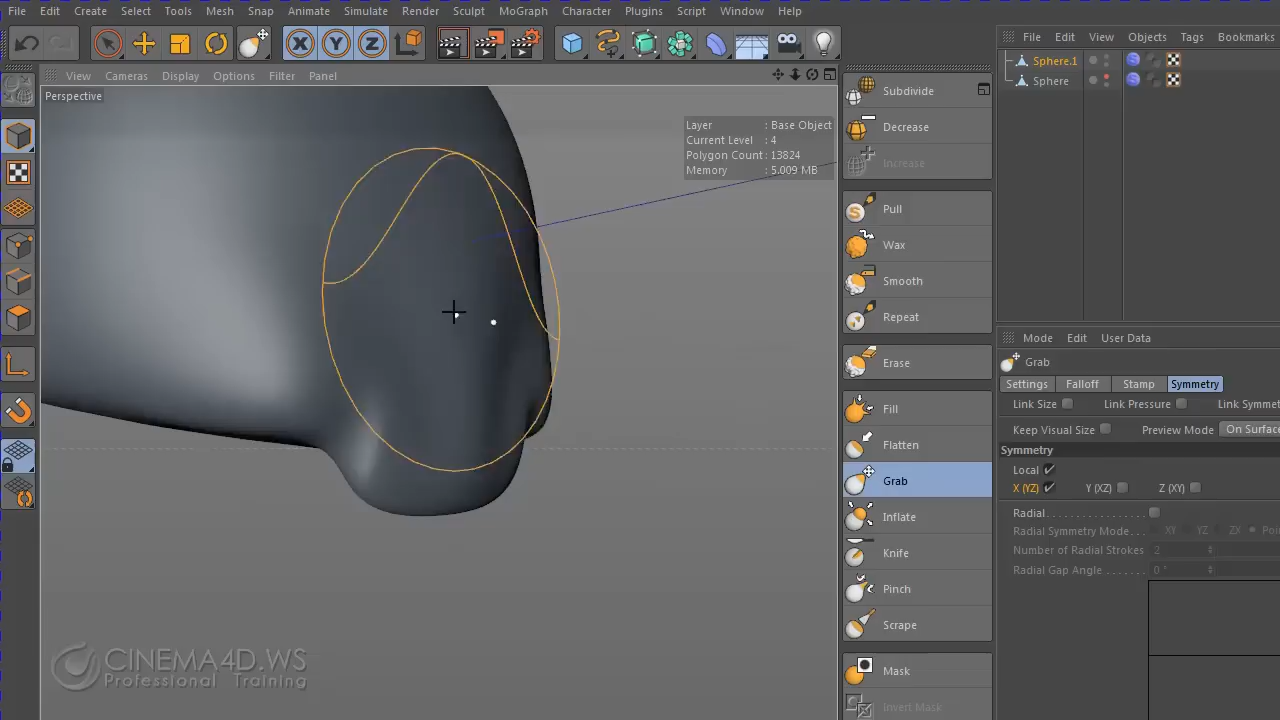 File Edit Create Select Tools Mesh Snap Animate Simulate Render Sculpt MoGraph Character Plugins Script Window Help
View Cameras Display Options Filter Panel
Perspective
Layer : Base Object
Current Level : 4
Polygon Count : 13824
Memory : 5.009 MB
CINEMA4D.WS
Professional Training
Subdivide
Decrease
Increase
Pull
Wax
Smooth
Repeat
Erase
Fill
Flatten
Grab
Inflate
Knife
Pinch
Scrape
Mask
Invert Mask
File Edit View Objects Tags Bookmarks
Sphere.1
Sphere
Mode Edit User Data
Grab
Settings Falloff Stamp Symmetry
Link Size Link Pressure Link Symmet
Keep Visual Size Preview Mode On Surfac
Symmetry
Local
X (YZ) Y (XZ) Z (XY)
Radial
Radial Symmetry Mode... XY YZ ZX Poin
Number of Radial Strokes 2
Radial Gap Angle 0 °